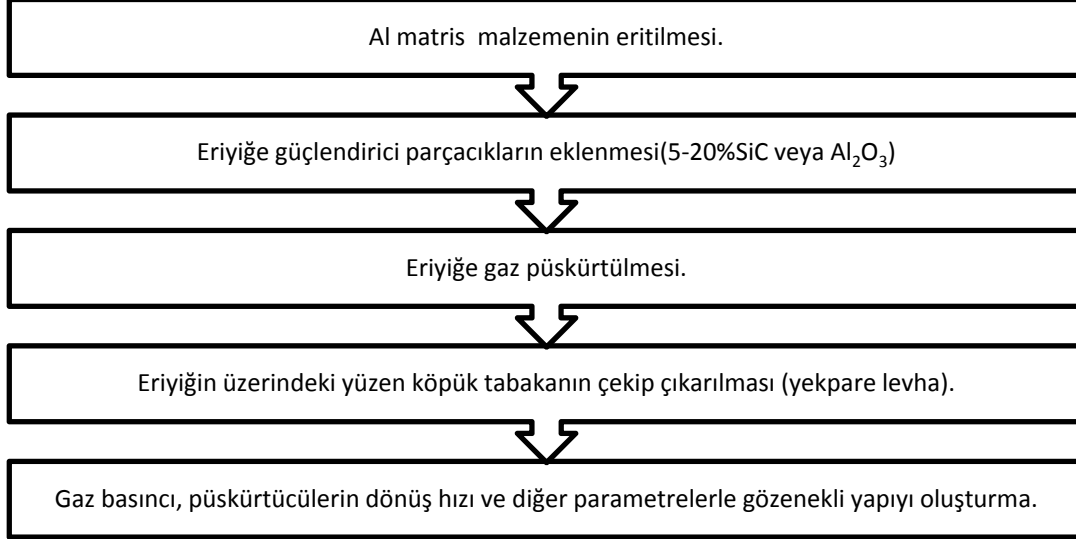 Al matris malzemenin eritilmesi.
Eriyiğe güçlendirici parçacıkların eklenmesi(5-20%SiC veya Al₂O₃)
Eriyiğe gaz püskürtülmesi.
Eriyiğin üzerindeki yüzen köpük tabakanın çekip çıkarılması (yekpare levha).
Gaz basıncı, püskürtücülerin dönüş hızı ve diğer parametrelerle gözenekli yapıyı oluşturma.